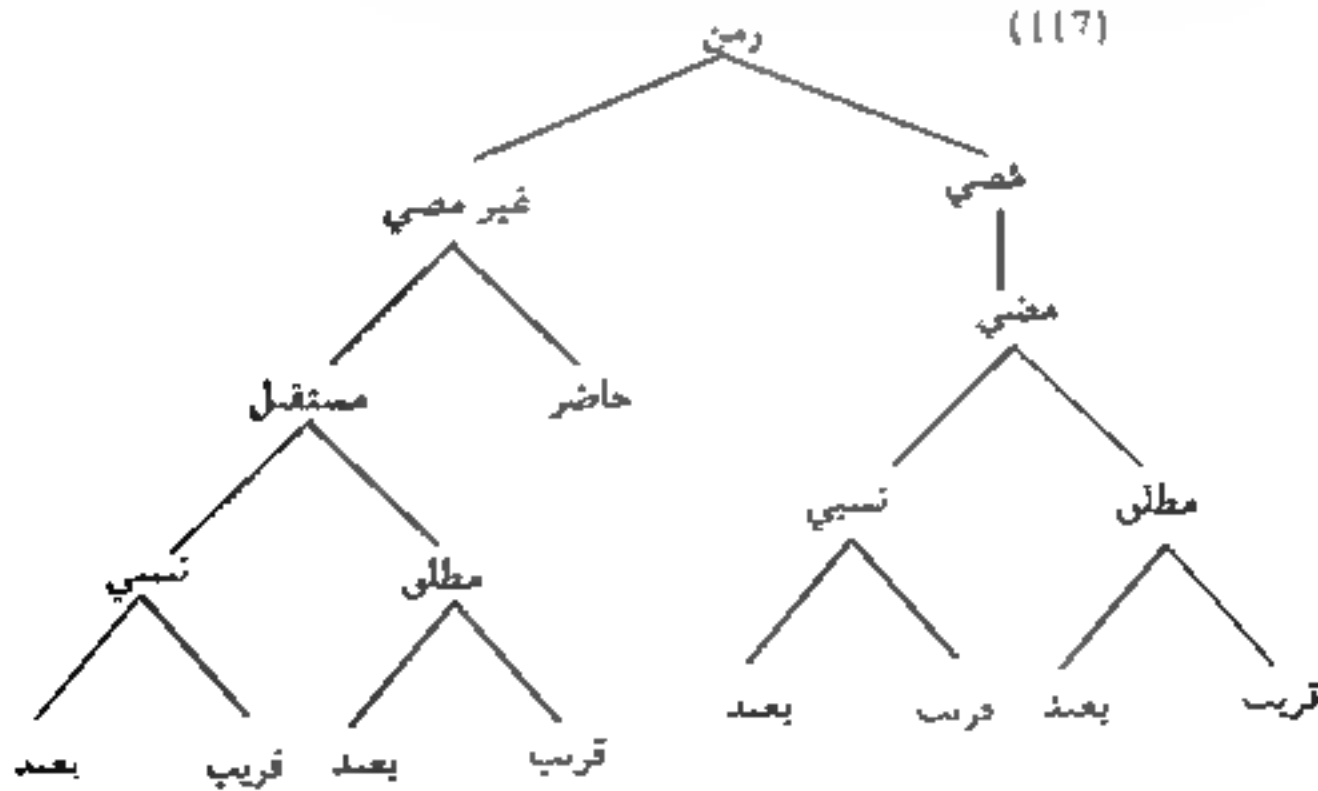 (117)
زمن
مضي
غير مضي
مضي
حاضر
مستقبل
مطلق
نسبي
مطلق
نسبي
قريب
بعيد
قريب
بعيد
قريب
بعيد
قريب
بعيد